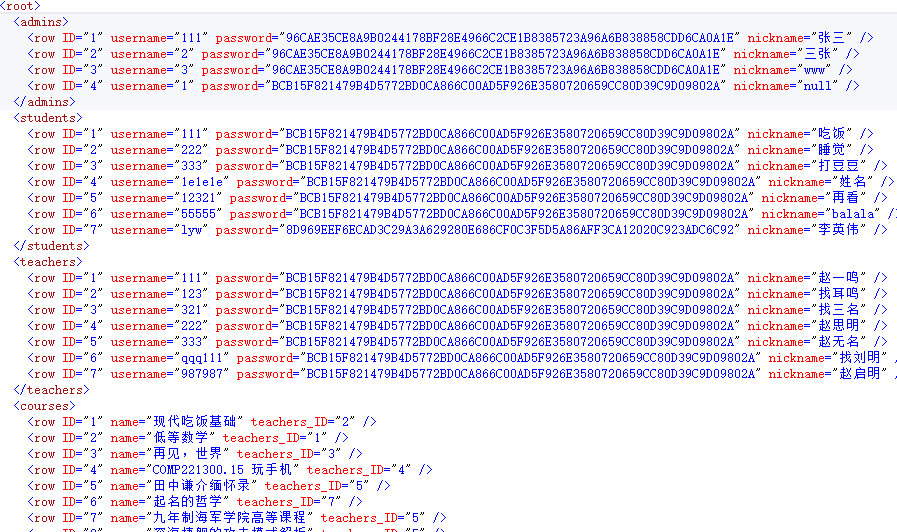 <root>
<admins>
<row ID="1" username="111" password="96CAE35CE8A9B0244178BF28E4966C2CE1B8385723A96A6B838858CDD6CA0A1E" nickname="张三" />
<row ID="2" username="2" password="96CAE35CE8A9B0244178BF28E4966C2CE1B8385723A96A6B838858CDD6CA0A1E" nickname="三张" />
<row ID="3" username="3" password="96CAE35CE8A9B0244178BF28E4966C2CE1B8385723A96A6B838858CDD6CA0A1E" nickname="www" />
<row ID="4" username="1" password="BCB15F821479B4D5772BD0CA866C00AD5F926E3580720659CC80D39C9D09802A" nickname="null" />
</admins>
<students>
<row ID="1" username="111" password="BCB15F821479B4D5772BD0CA866C00AD5F926E3580720659CC80D39C9D09802A" nickname="吃饭" />
<row ID="2" username="222" password="BCB15F821479B4D5772BD0CA866C00AD5F926E3580720659CC80D39C9D09802A" nickname="睡觉" />
<row ID="3" username="333" password="BCB15F821479B4D5772BD0CA866C00AD5F926E3580720659CC80D39C9D09802A" nickname="打豆豆" />
<row ID="4" username="1e1e1e" password="BCB15F821479B4D5772BD0CA866C00AD5F926E3580720659CC80D39C9D09802A" nickname="姓名" />
<row ID="5" username="12321" password="BCB15F821479B4D5772BD0CA866C00AD5F926E3580720659CC80D39C9D09802A" nickname="再看" />
<row ID="6" username="55555" password="BCB15F821479B4D5772BD0CA866C00AD5F926E3580720659CC80D39C9D09802A" nickname="balala" /
<row ID="7" username="lyw" password="8D969EEF6ECAD3C29A3A629280E686CF0C3F5D5A86AFF3CA12020C923ADC6C92" nickname="李英伟" />
</students>
<teachers>
<row ID="1" username="111" password="BCB15F821479B4D5772BD0CA866C00AD5F926E3580720659CC80D39C9D09802A" nickname="赵一鸣" />
<row ID="2" username="123" password="BCB15F821479B4D5772BD0CA866C00AD5F926E3580720659CC80D39C9D09802A" nickname="找耳鸣" />
<row ID="3" username="321" password="BCB15F821479B4D5772BD0CA866C00AD5F926E3580720659CC80D39C9D09802A" nickname="找三名" />
<row ID="4" username="222" password="BCB15F821479B4D5772BD0CA866C00AD5F926E3580720659CC80D39C9D09802A" nickname="赵思明" />
<row ID="5" username="333" password="BCB15F821479B4D5772BD0CA866C00AD5F926E3580720659CC80D39C9D09802A" nickname="赵无名" />
<row ID="6" username="qqq111" password="BCB15F821479B4D5772BD0CA866C00AD5F926E3580720659CC80D39C9D09802A" nickname="找刘明" /
<row ID="7" username="987987" password="BCB15F821479B4D5772BD0CA866C00AD5F926E3580720659CC80D39C9D09802A" nickname="赵启明" /
</teachers>
<courses>
<row ID="1" name="现代吃饭基础" teachers_ID="2" />
<row ID="2" name="低等数学" teachers_ID="1" />
<row ID="3" name="再见，世界" teachers_ID="3" />
<row ID="4" name="COMP221300.15 玩手机" teachers_ID="4" />
<row ID="5" name="田中谦介缅怀录" teachers_ID="5" />
<row ID="6" name="起名的哲学" teachers_ID="7" />
<row ID="7" name="九年制海军学院高等课程" teachers_ID="5" />